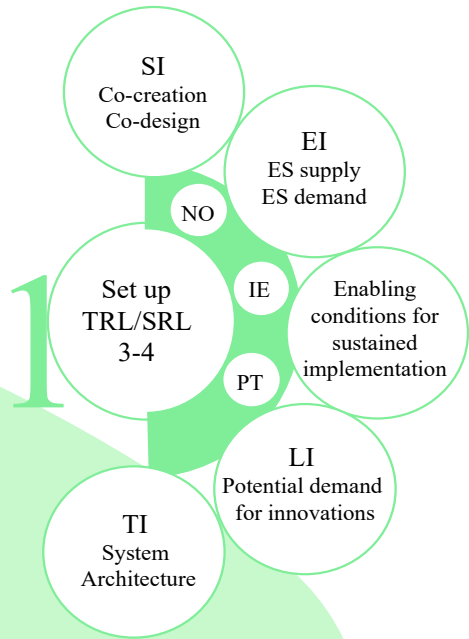 SI
Co-creation
Co-design
EI
ES supply
ES demand
NO
1
Set up
TRL/SRL
3-4
IE
Enabling
conditions for
sustained
implementation
PT
LI
Potential demand
for innovations
TI
System
Architecture